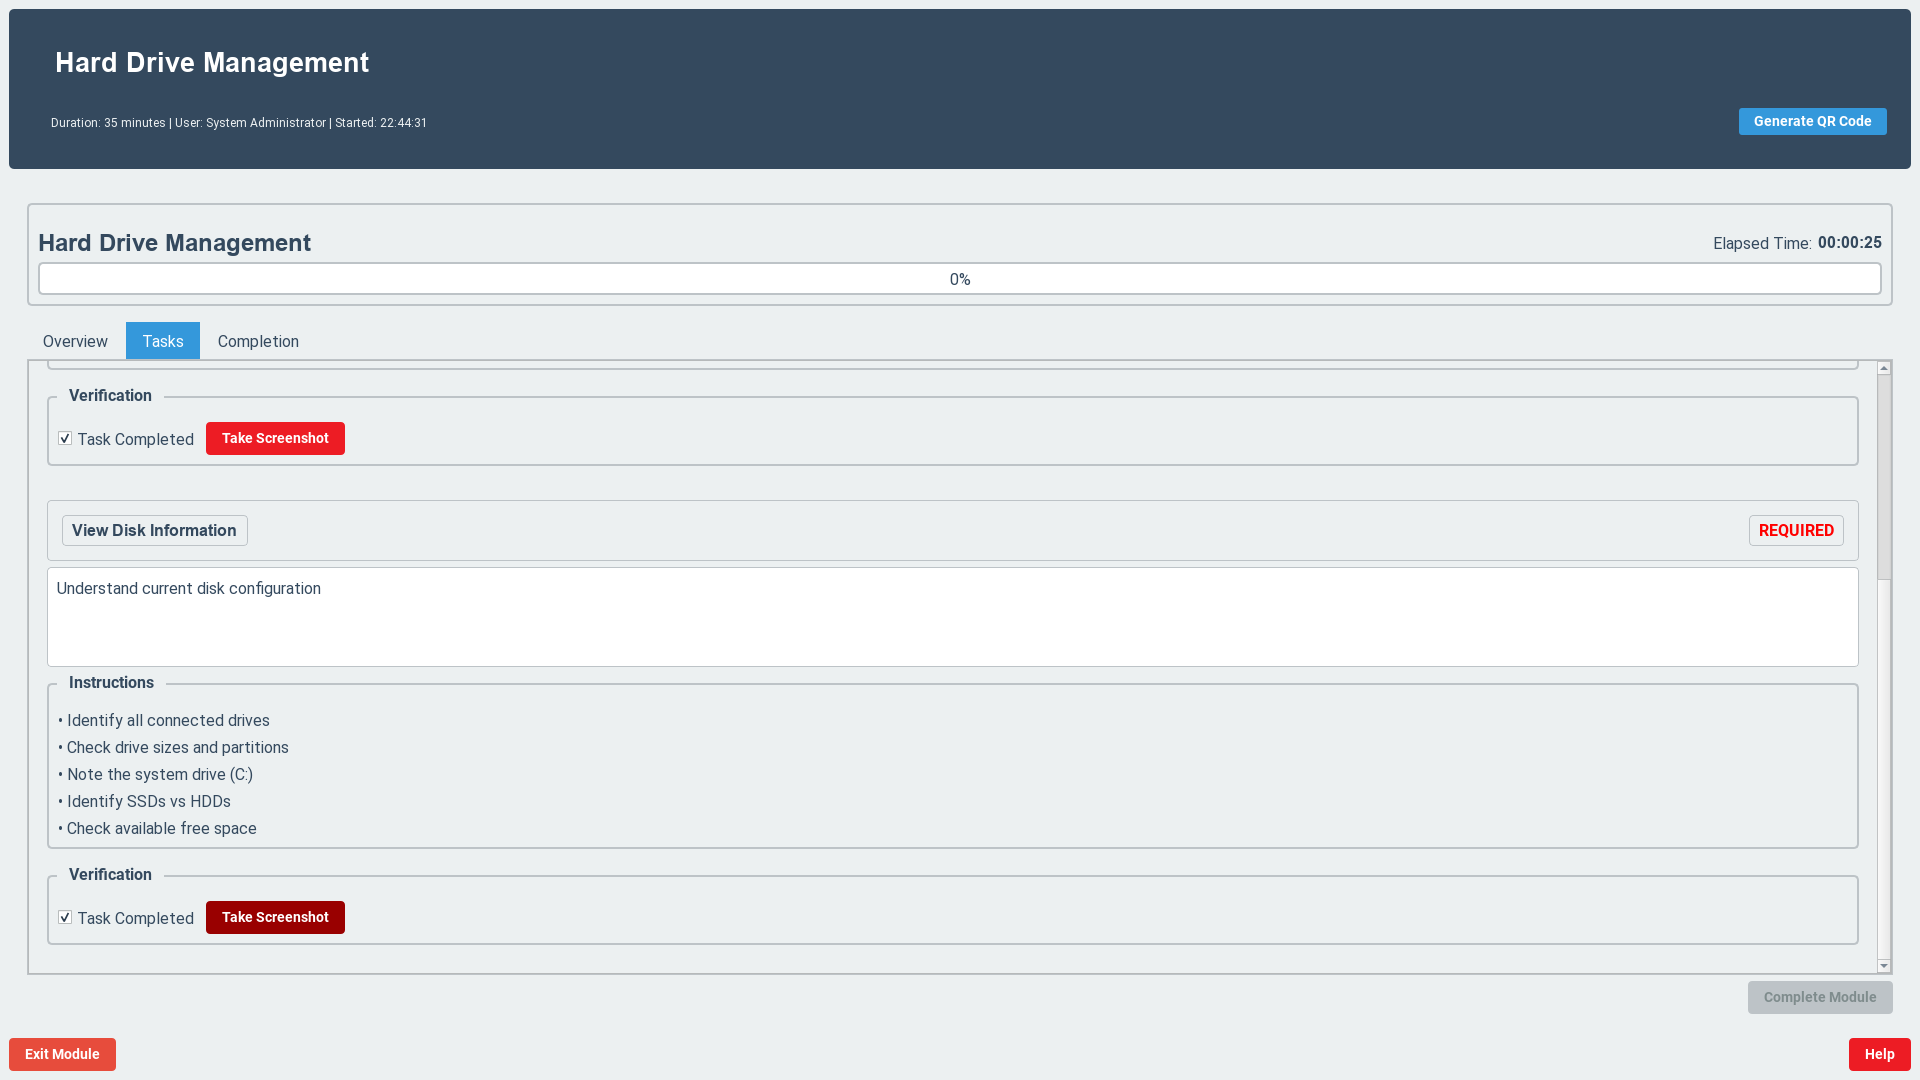 Hard Drive Management
Duration: 35 minutes | User: System Administrator | Started: 22:44:31
Generate QR Code
Hard Drive Management
Elapsed Time: 00:00:25
0%
Overview
Tasks
Completion
Verification
Task Completed
Take Screenshot
View Disk Information
REQUIRED
Understand current disk configuration
Instructions
• Identify all connected drives
• Check drive sizes and partitions
• Note the system drive (C:)
• Identify SSDs vs HDDs
• Check available free space
Verification
Task Completed
Take Screenshot
Complete Module
Exit Module
Help